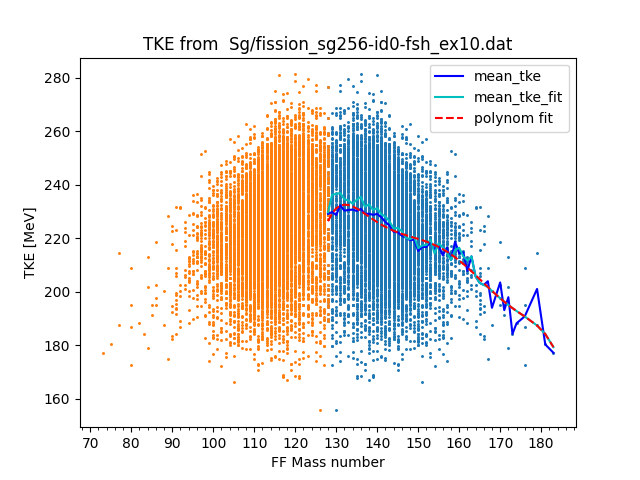 TKE from  Sg/fission_sg256-id0-fsh_ex10.dat
mean_tke
mean_tke_fit
polynom fit
TKE [MeV]
280
260
240
220
200
180
160
70 80 90 100 110 120 130 140 150 160 170 180
FF Mass number